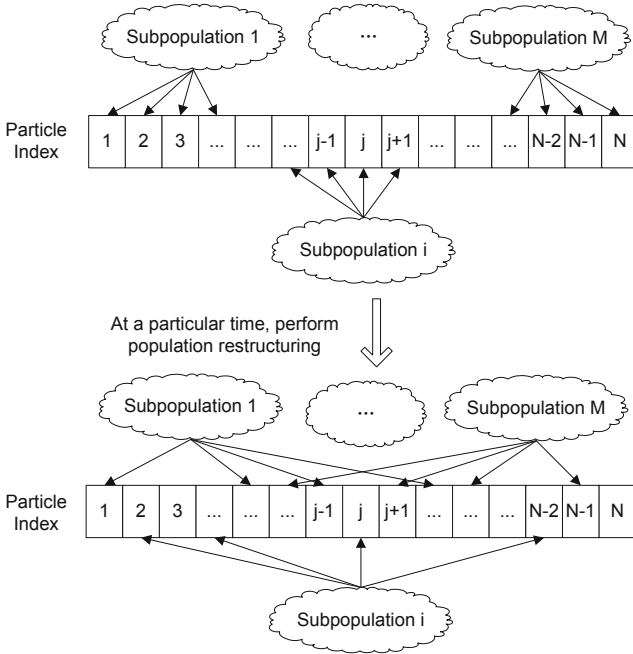 Subpopulation 1
...
Subpopulation M
Particle Index
1 2 3 ... ... ... j-1 j j+1 ... ... ... N-2 N-1 N
Subpopulation i
At a particular time, perform
population restructuring
Subpopulation 1
...
Subpopulation M
Particle Index
1 2 3 ... ... ... j-1 j j+1 ... ... ... N-2 N-1 N
Subpopulation i